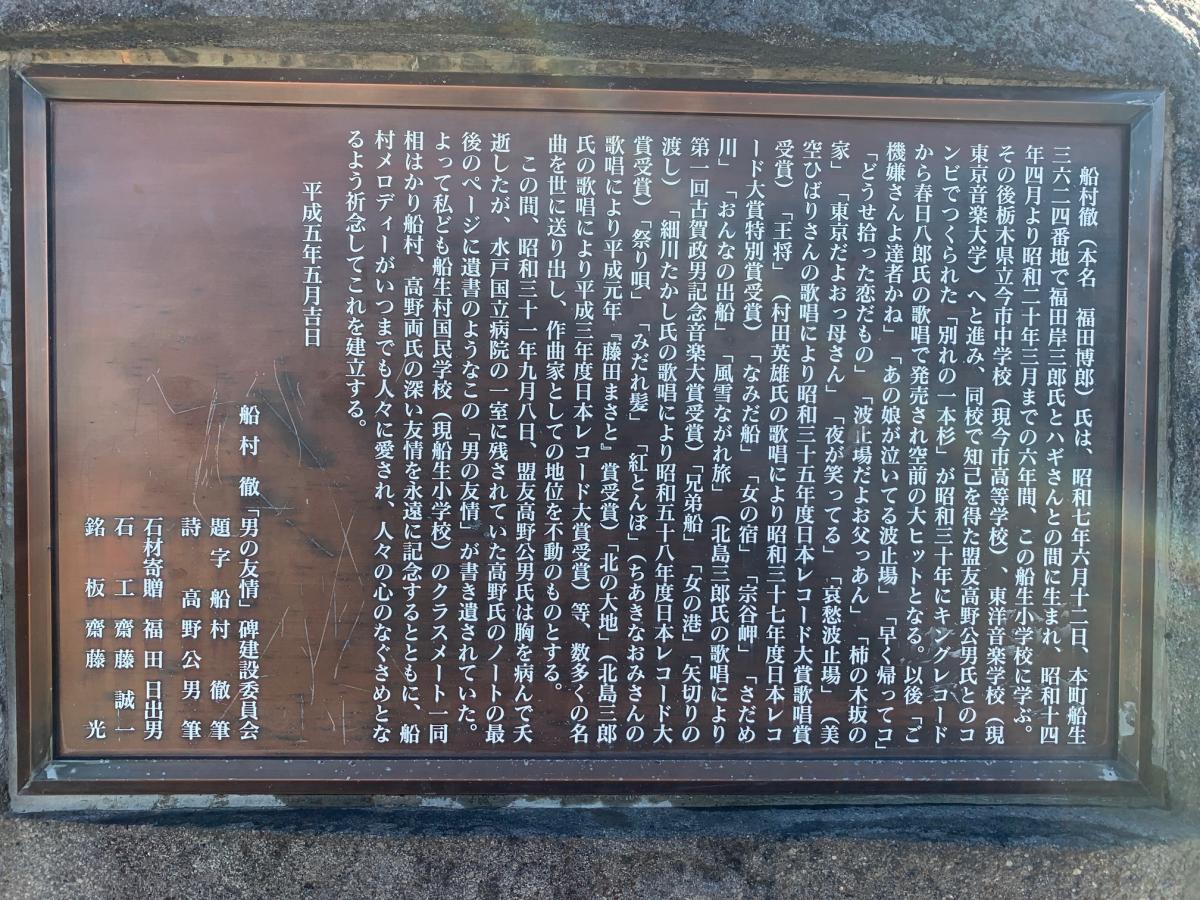 船村徹（本名　福田博郎）氏は、昭和七年六月十二日、本町船生
三六二四番地で福田岸三郎氏とハギさんとの間に生まれ、昭和十四
年四月より昭和二十年三月までの六年間、この船生小学校に学ぶ。
その後栃木県立今市中学校（現今市高等学校）、東洋音楽学校（現
東京音楽大学）へと進み、同校で知己を得た盟友高野公男氏とのコ
ンビでつくられた「別れの一本杉」が昭和三十年にキングレコード
から春日八郎氏の歌唱で発売され空前の大ヒットとなる。以後「ご
機嫌さんよ達者かね」「あの娘が泣いてる波止場」「早く帰ってコ」
「どうせ拾った恋だもの」「波止場だよお父っあん」「柿の木坂の
家」「東京だよおっ母さん」「夜が笑ってる」「哀愁波止場」（美
空ひばりさんの歌唱により昭和三十五年度日本レコード大賞歌唱賞
受賞）「王将」（村田英雄氏の歌唱により昭和三十七年度日本レコ
ード大賞特別賞受賞）「なみだ船」「女の宿」「宗谷岬」「さだめ
川」「おんなの出船」「風雪ながれ旅」（北島三郎氏の歌唱により
第一回古賀政男記念音楽大賞受賞）「兄弟船」「女の港」「矢切りの
渡し」「細川たかし氏の歌唱により昭和五十八年度日本レコード大
賞受賞）「祭り唄」「みだれ髪」「紅とんぼ」（ちあきなおみさんの
歌唱により平成元年『藤田まさと』賞受賞）「北の大地」（北島三郎
氏の歌唱により平成三年度日本レコード大賞受賞）等、数多くの名
曲を世に送り出し、作曲家としての地位を不動のものとする。
この間、昭和三十一年九月八日、盟友高野公男氏は胸を病んで夭
逝したが、水戸国立病院の一室に残されていた高野氏のノートの最
後のページに遺書のようなこの「男の友情」が書き遺されていた。
よって私ども船生村国民学校（現船生小学校）のクラスメート一同
相はかり船村、高野両氏の深い友情を永遠に記念するとともに、船
村メロディーがいつまでも人々に愛され、人々の心のなぐさめとな
るよう祈念してこれを建立する。
平成五年五月吉日
船村　徹「男の友情」碑建設委員会
題字　船村　徹　筆
詩　高野公男　筆
石材寄贈　福田日出男
石工　齋藤誠一
銘板　齋藤　光